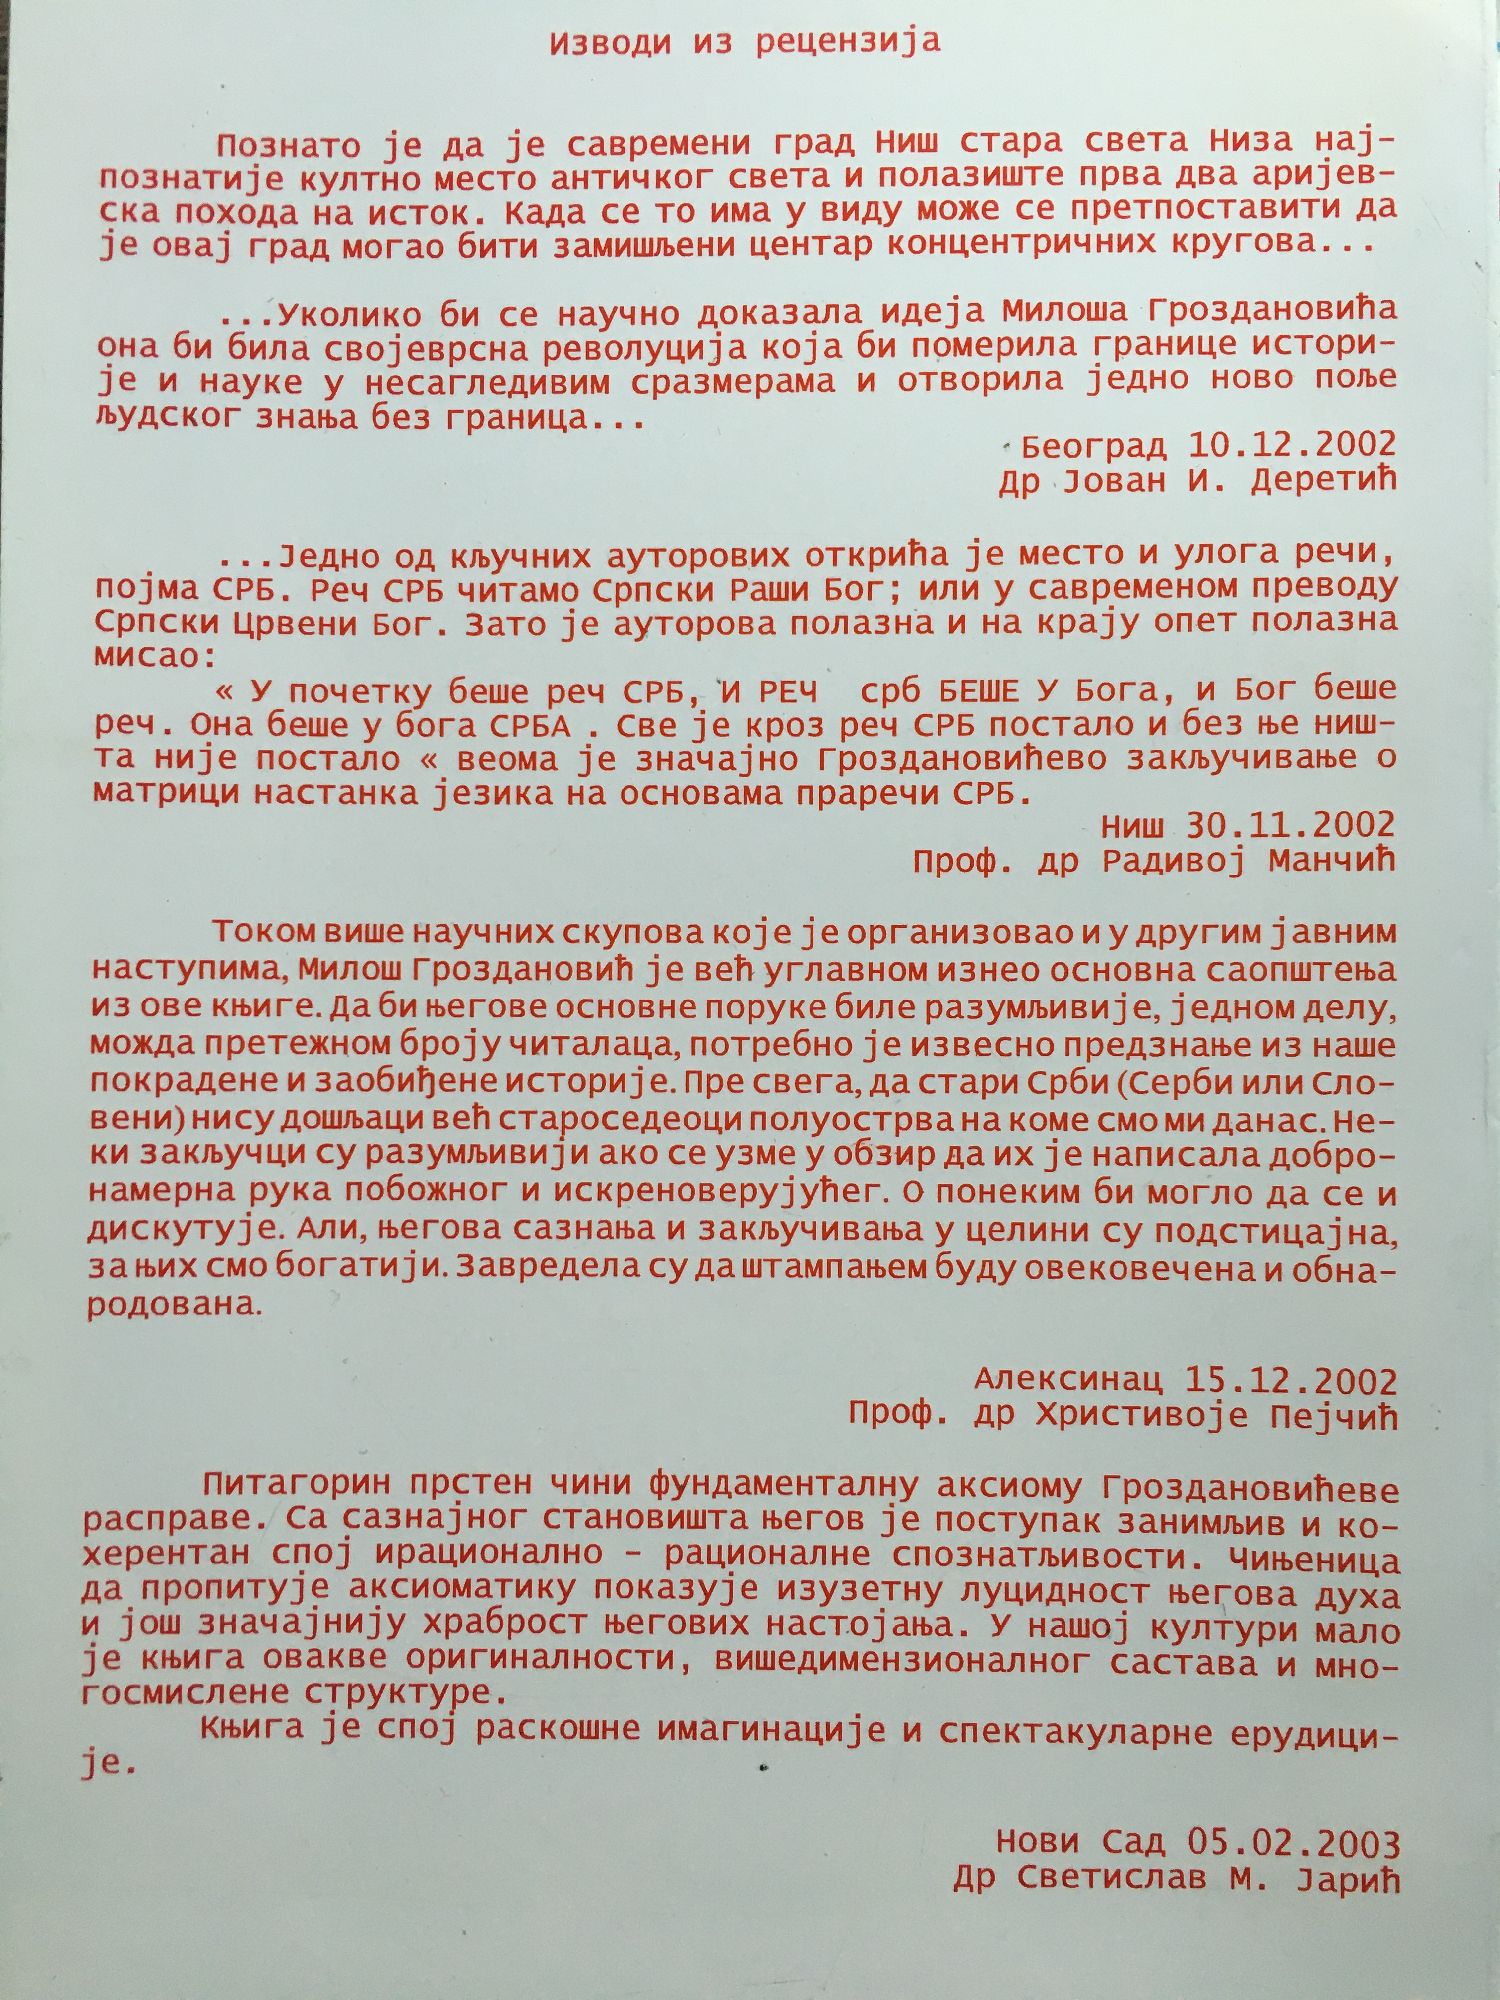 Изводи из рецензија
Познато је да је савремени град Ниш стара света Низа нај-
познатије култно место античког света и полазиште прва два аријев-
ска похода на исток. Када се то има у виду може се претпоставити да
је овај град могао бити замишљени центар концентричних кругова...
...Уколико би се научно доказала идеја Милоша Гроздановића
она би била својеврсна револуција која би померила границе истори-
је и науке у несагледивим сразмерама и отворила једно ново поље
људског знања без граница...
Београд 10.12.2002
Др Јован И. Деретић
...Једно од кључних ауторових открића је место и улога речи,
појма СРБ. Реч СРБ читамо Српски Раши Бог; или у савременом преводу
Српски Црвени Бог. Зато је ауторова полазна и на крају опет полазна
мисао:
« У почетку беше реч СРБ, И РЕЧ срб БЕШЕ У Бога, и Бог беше
реч. Она беше у бога СРБА . Све је кроз реч СРБ постало и без ње ниш-
та није постало « веома је значајно Гроздановићево закључивање о
матрици настанка језика на основама праречи СРБ.
Ниш 30.11.2002
Проф. др Радивој Манчић
Током више научних скупова које је организовао и у другим јавним
наступима, Милош Гроздановић је већ углавном изнео основна саопштења
из ове књиге. Да би његове основне поруке биле разумљивије, једном делу,
можда претежном броју читалаца, потребно је извесно предзнање из наше
покрадене и заобиђене историје. Пре свега, да стари Срби (Серби или Сло-
вени) нису дошљаци већ староседеоци полуострва на коме смо ми данас. Не-
ки закључци су разумљивији ако се узме у обзир да их је написала добро-
намерна рука побожног и искреноверујућег. О понеким би могло да се и
дискутује. Али, његова сазнања и закључивања у целини су подстицајна,
за њих смо богатији. Завредела су да штампањем буду овековечена и обна-
родована.
Алексинац 15.12.2002
Проф. др Христивоје Пејчић
Питагорин прстен чини фундаменталну аксиому Гроздановићеве
расправе. Са сазнајног становишта његов је поступак занимљив и ко-
херентан спој ирационално - рационалне спознатљивости. Чињеница
да пропитује аксиоматику показује изузетну луцидност његова духа
и још значајнију храброст његових настојања. У нашој култури мало
је књига овакве оригиналности, вишедимензионалног састава и мно-
госмислене структуре.
Књига је спој раскошне имагинације и спектакуларне ерудици-
је.
Нови Сад 05.02.2003
Др Светислав М. Јарић